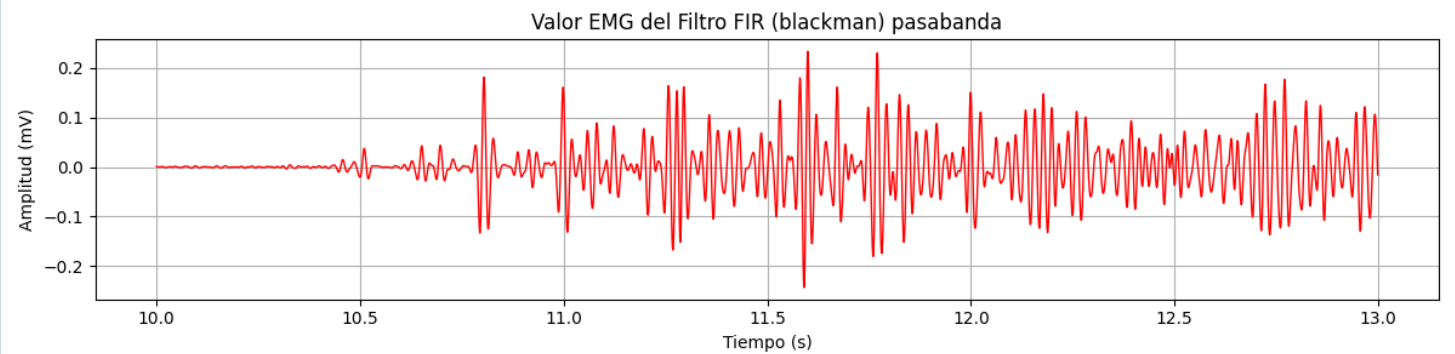 Valor EMG del Filtro FIR (blackman) pasabanda
Amplitud (mV)
0.2
0.1
0.0
−0.1
−0.2
10.0 10.5 11.0 11.5 12.0 12.5 13.0
Tiempo (s)